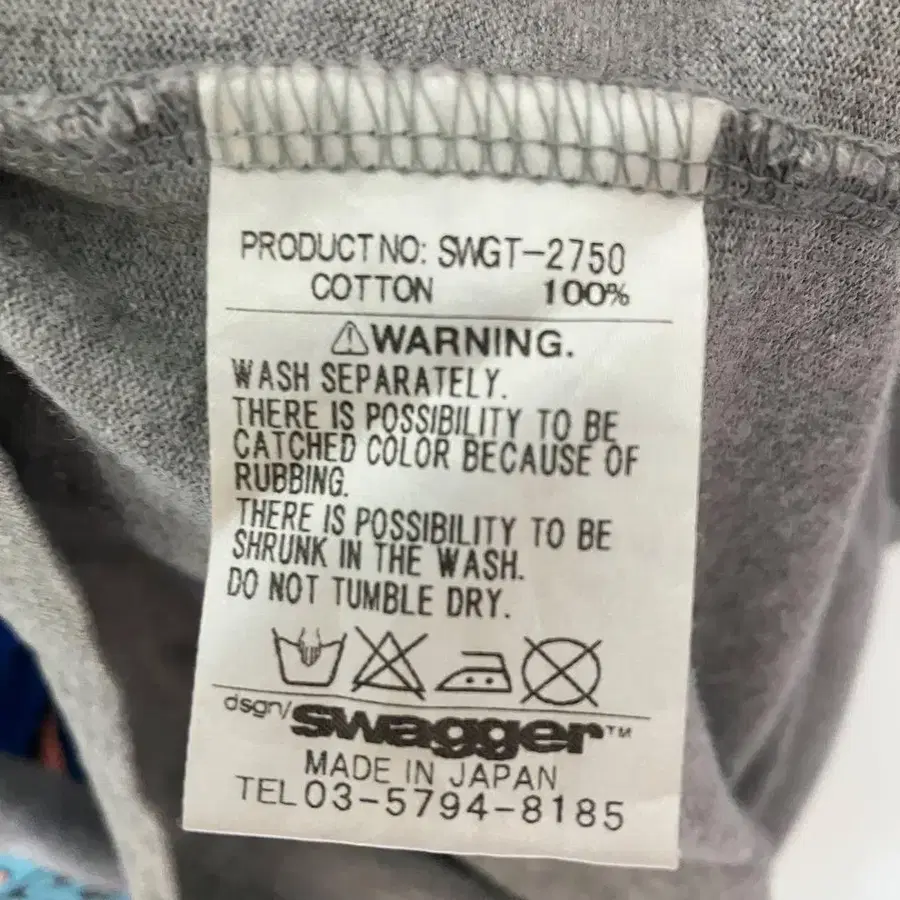 PRODUCT NO: SWGT-2750
COTTON 100%
WARNING.
WASH SEPARATELY.
THERE IS POSSIBILITY TO BE
CATCHED COLOR BECAUSE OF
RUBBING.
THERE IS POSSIBILITY TO BE
SHRUNK IN THE WASH.
DO NOT TUMBLE DRY.
dsgn/swagger™
MADE IN JAPAN
TEL 03-5794-8185